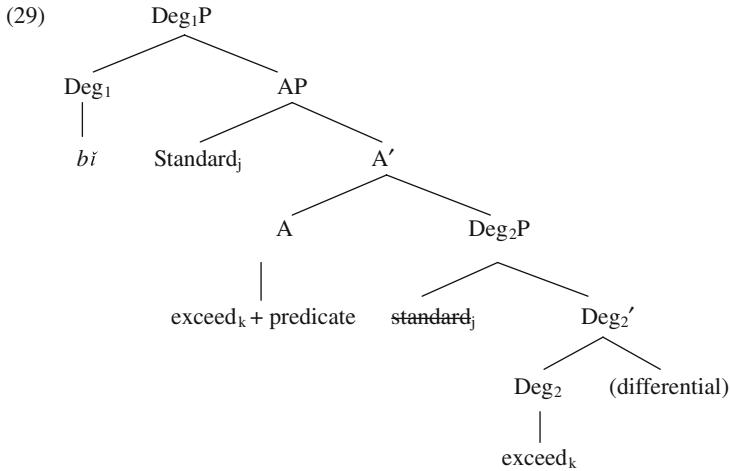 (29) Deg₁P
Deg₁ AP
bǐ Standardⱼ A′
A Deg₂P
exceedₖ + predicate ~~standardⱼ~~ Deg₂′
Deg₂ (differential)
exceedₖ